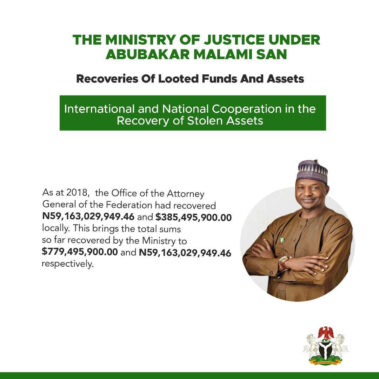 THE MINISTRY OF JUSTICE UNDER
ABUBAKAR MALAMI SAN
Recoveries Of Looted Funds And Assets
International and National Cooperation in the
Recovery of Stolen Assets
As at 2018, the Office of the Attorney
General of the Federation had recovered
N59,163,029,949.46 and $385,495,900.00
locally. This brings the total sums
so far recovered by the Ministry to
$779,495,900.00 and N59,163,029,949.46
respectively.